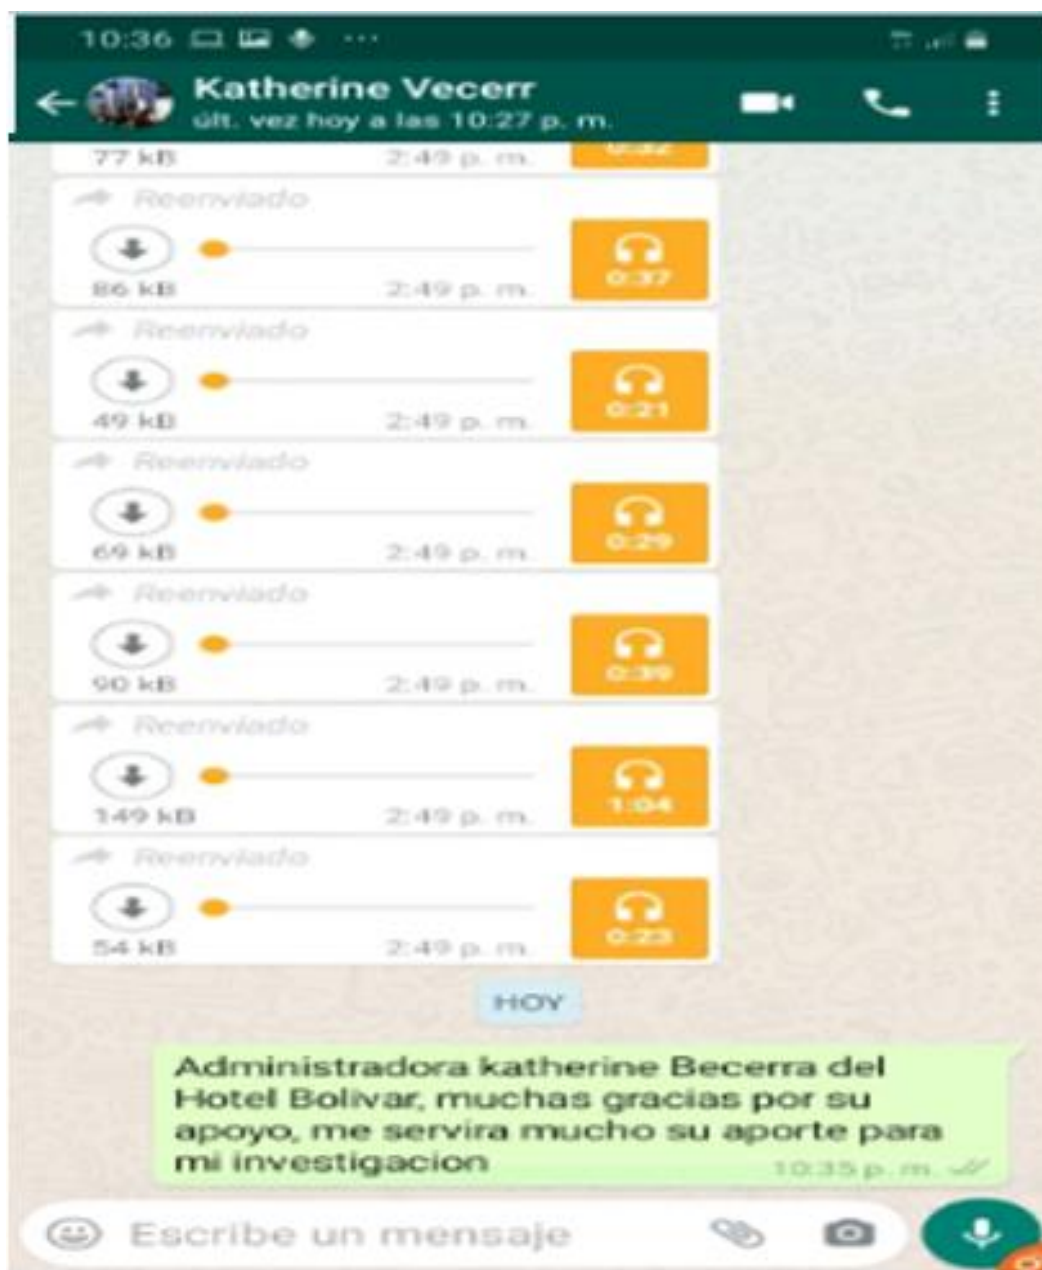 10:36 ...
Katherine Vecerr
últ. vez hoy a las 10:27 p. m.
77 kB 2:49 p. m. 0:32
Reenviado
0:37
86 kB 2:49 p. m.
Reenviado
0:21
49 kB 2:49 p. m.
Reenviado
0:29
69 kB 2:49 p. m.
Reenviado
0:39
90 kB 2:49 p. m.
Reenviado
1:04
149 kB 2:49 p. m.
Reenviado
0:23
54 kB 2:49 p. m.
HOY
Administradora katherine Becerra del
Hotel Bolivar, muchas gracias por su
apoyo, me servira mucho su aporte para
mi investigacion 10:35 p. m.
Escribe un mensaje